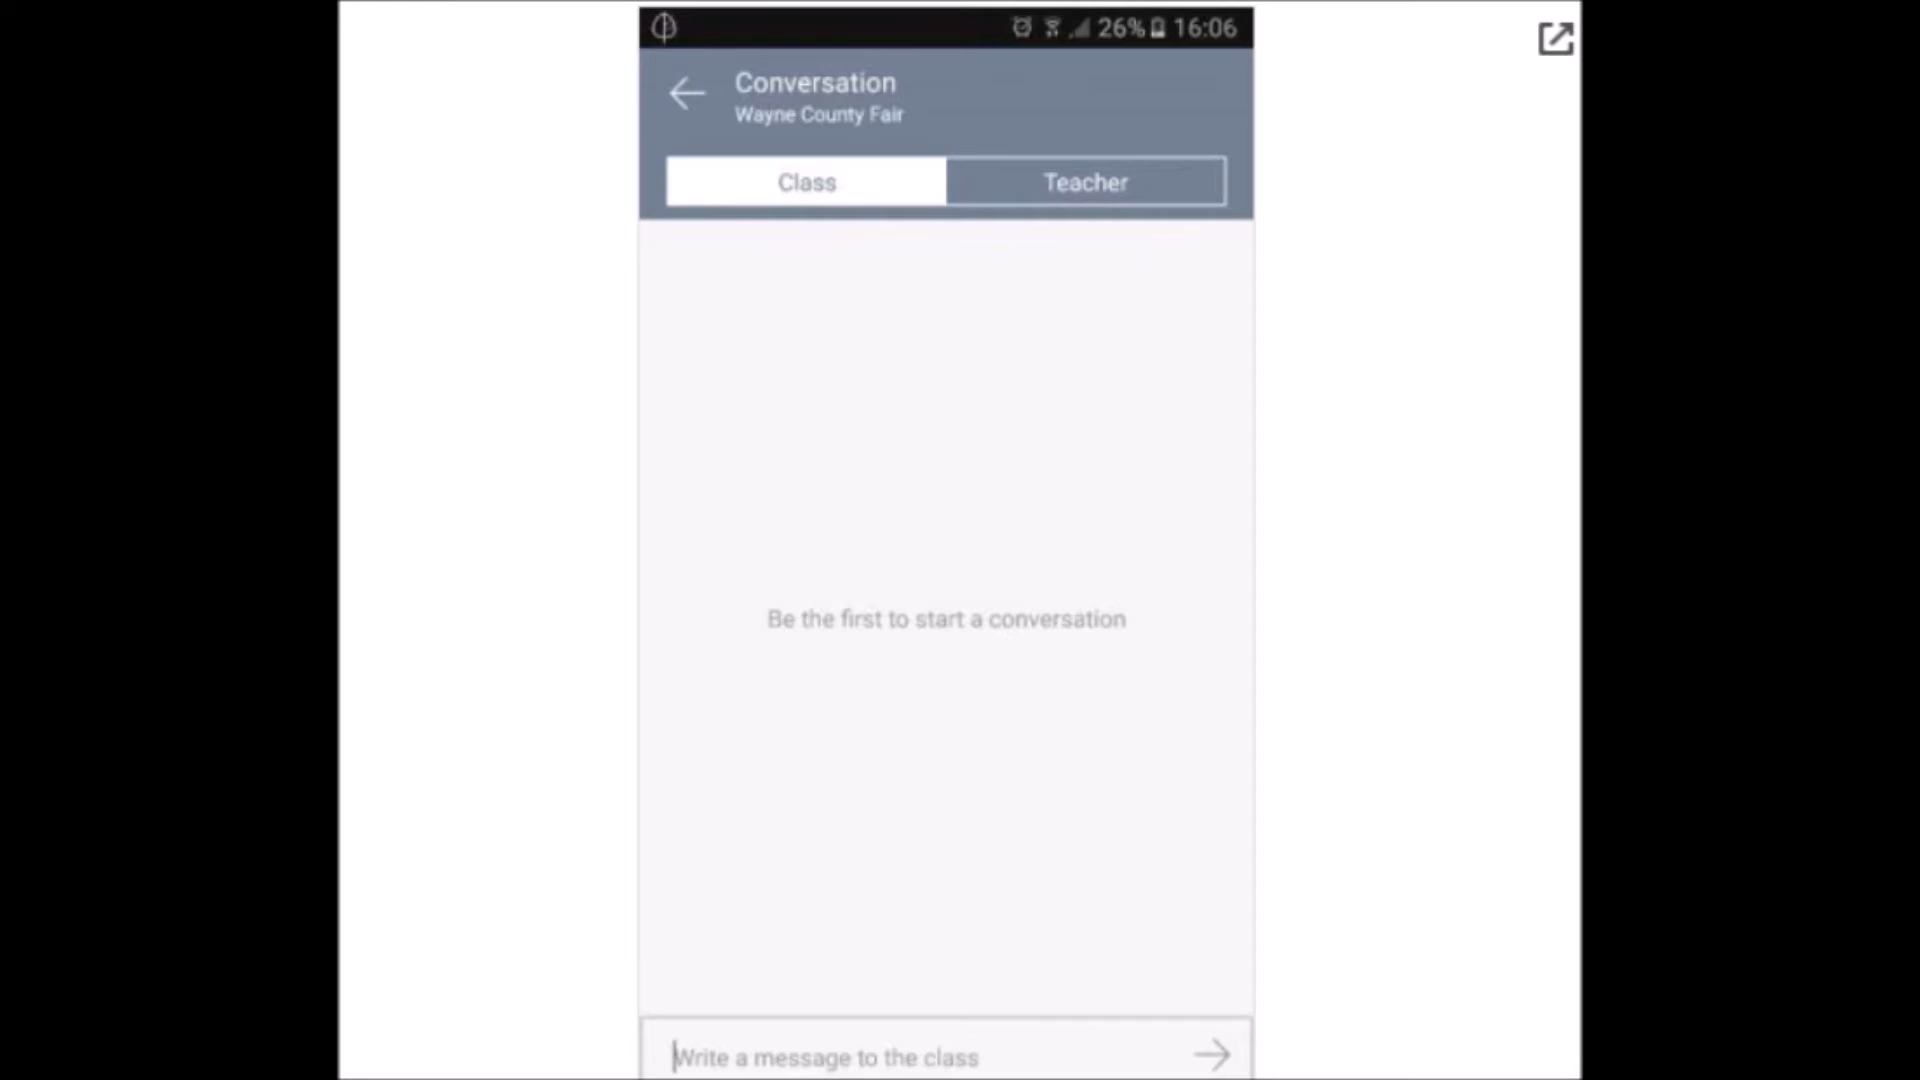 26% 16:06
Conversation
Wayne County Fair
Class Teacher
Be the first to start a conversation
Write a message to the class